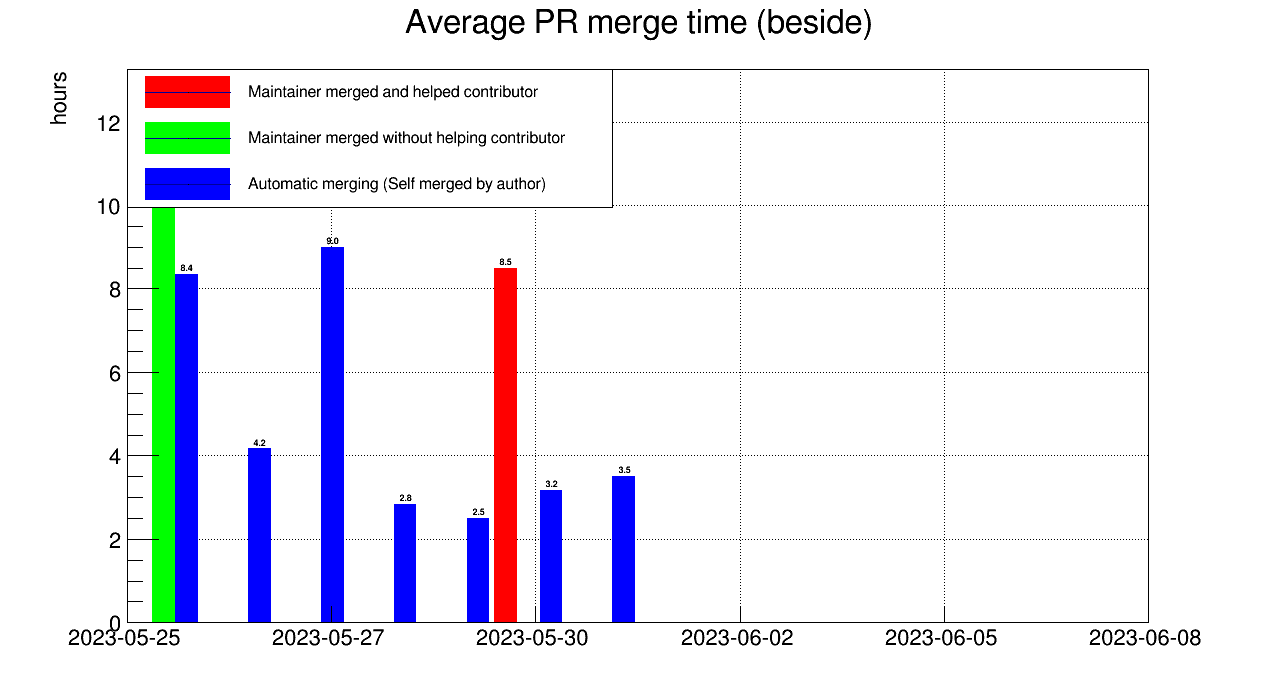 Average PR merge time (beside)
hours
Maintainer merged and helped contributor
Maintainer merged without helping contributor
Automatic merging (Self merged by author)
12
10
8
6
4
2
0
8.4
4.2
9.0
2.8
2.5
8.5
3.2
3.5
2023-05-25 2023-05-27 2023-05-30 2023-06-02 2023-06-05 2023-06-08